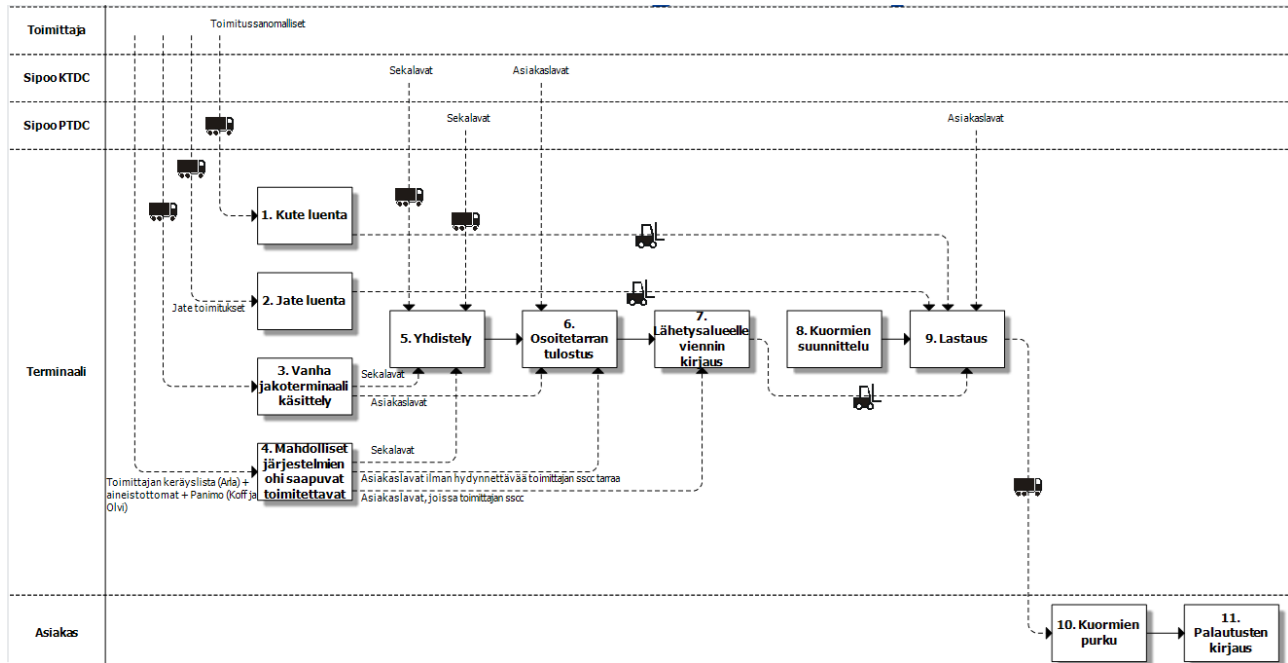 Toimittaja
Toimitussanomalliset
Sipoo KTDC
Sekalavat
Asiakaslavat
Sipoo PTDC
Sekalavat
Asiakaslavat
Terminaali
1. Kute luenta
2. Jate luenta
Jate toimitukset
3. Vanha
jakoterminaali
käsittely
Sekalavat
Asiakaslavat
4. Mahdolliset
järjestelmien
ohi saapuvat
toimitettavat
Toimittajan keräyslista (Arla) +
aineistottomat + Panimo (Koff ja
Olvi)
Sekalavat
Asiakaslavat ilman hydynnettävää toimittajan sscc tarraa
Asiakaslavat, joissa toimittajan sscc
5. Yhdistely
6.
Osoitetarran
tulostus
7.
Lähetysalueelle
viennin
kirjaus
8. Kuormien
suunnittelu
9. Lastaus
Asiakas
10. Kuormien
purku
11.
Palautusten
kirjaus